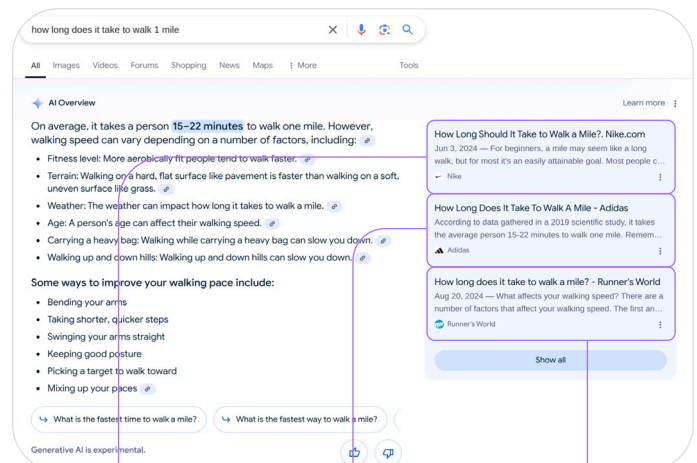 how long does it take to walk 1 mile
All Images Videos Forums Shopping News Maps More Tools
AI Overview
Learn more
On average, it takes a person 15–22 minutes to walk one mile. However,
walking speed can vary depending on a number of factors, including:
Fitness level: More aerobically fit people tend to walk faster.
Terrain: Walking on a hard, flat surface like pavement is faster than walking on a soft,
uneven surface like grass.
Weather: The weather can impact how long it takes to walk a mile.
Age: A person's age can affect their walking speed.
Carrying a heavy bag: Walking while carrying a heavy bag can slow you down.
Walking up and down hills: Walking up and down hills can slow you down.
Some ways to improve your walking pace include:
Bending your arms
Taking shorter, quicker steps
Swinging your arms straight
Keeping good posture
Picking a target to walk toward
Mixing up your paces
What is the fastest time to walk a mile?
What is the fastest way to walk a mile?
Generative AI is experimental.
How Long Should It Take to Walk a Mile?. Nike.com
Jun 3, 2024 — For beginners, a mile may seem like a long
walk, but for most it's an easily attainable goal. Most people c...
Nike
How Long Does It Take To Walk A Mile - Adidas
According to data gathered in a 2019 scientific study, it takes
the average person 15-22 minutes to walk one mile. Remem...
Adidas
How long does it take to walk a mile? - Runner's World
Aug 20, 2024 — What affects your walking speed? There are a
number of factors that affect your walking speed. The first an...
Runner's World
Show all